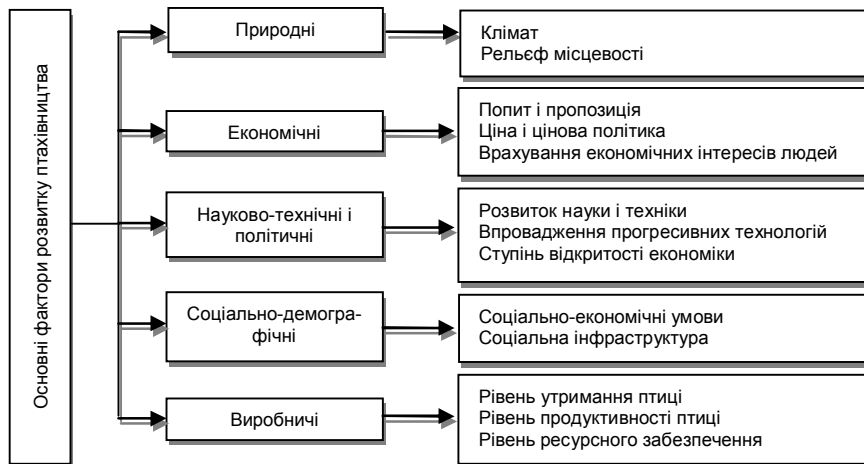 Основні фактори розвитку птахівництва
Природні
Клімат
Рельєф місцевості
Економічні
Попит і пропозиція
Ціна і цінова політика
Врахування економічних інтересів людей
Науково-технічні і
політичні
Розвиток науки і техніки
Впровадження прогресивних технологій
Ступінь відкритості економіки
Соціально-демогра-
фічні
Соціально-економічні умови
Соціальна інфраструктура
Виробничі
Рівень утримання птиці
Рівень продуктивності птиці
Рівень ресурсного забезпечення